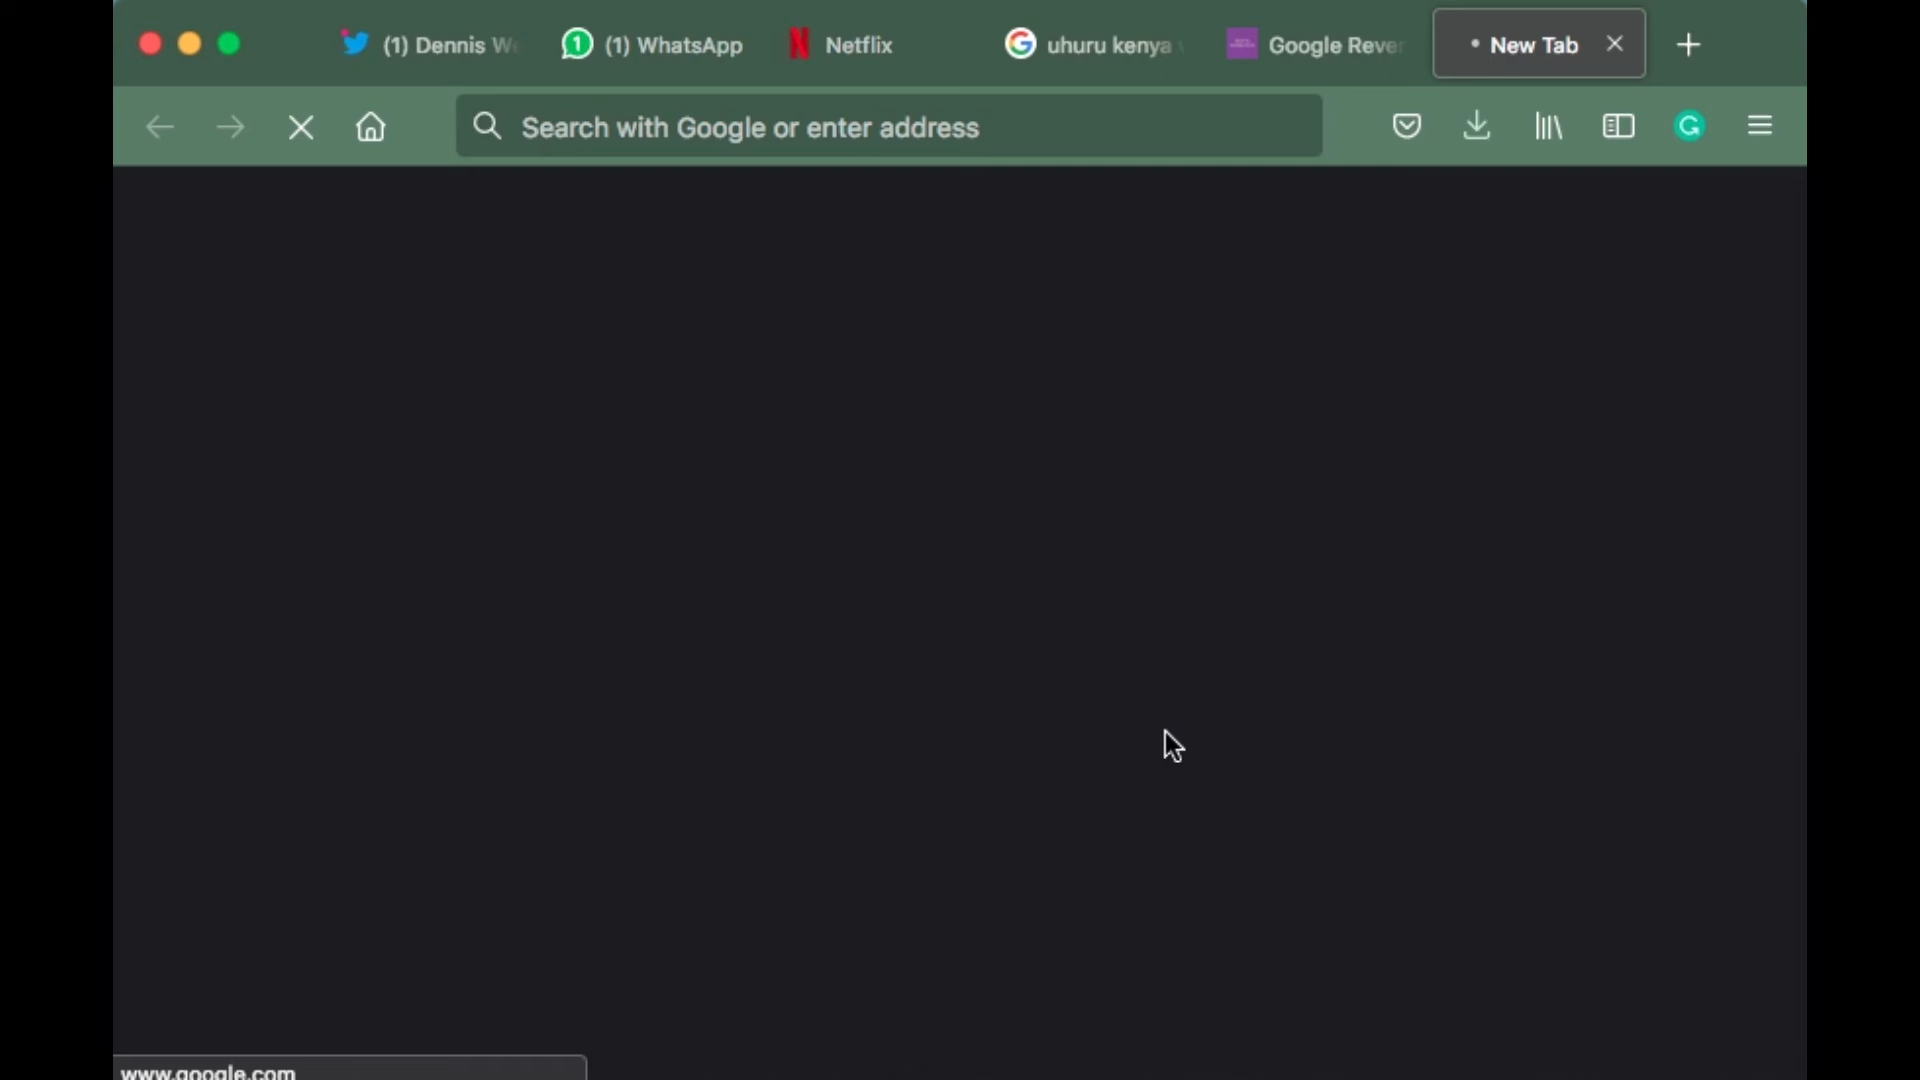 (1) Dennis W
(1) WhatsApp
Netflix
uhuru kenya
Google Rever
New Tab
Search with Google or enter address
www.google.com